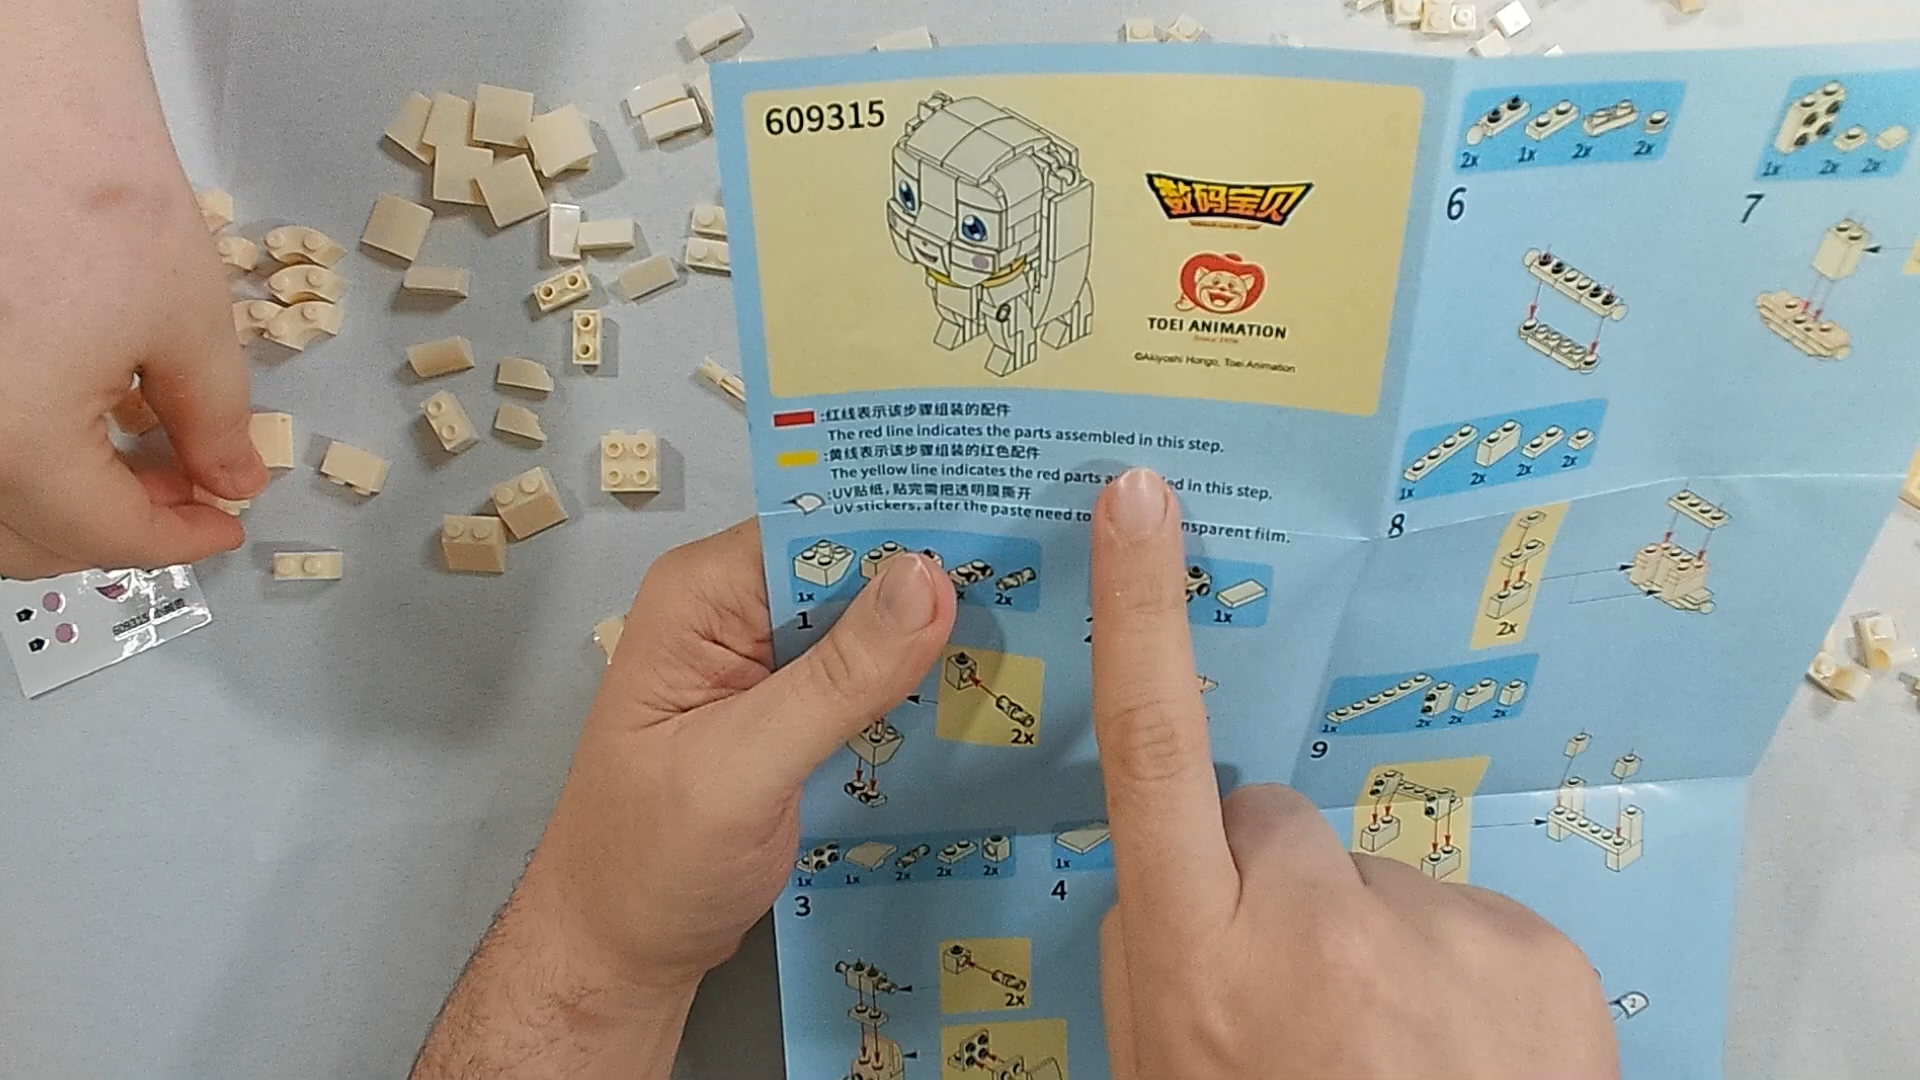 609315
数码宝贝
TOEI ANIMATION
Since 1956
©Akiyoshi Hongo, Toei Animation
:红线表示该步骤组装的配件
The red line indicates the parts assembled in this step.
:黄线表示该步骤组装的红色配件
The yellow line indicates the red parts ed in this step.
:UV贴纸,贴完需把透明膜撕开
UV stickers, after the paste need to nsparent film.
1x 2x
1
2x
1x
1x 1x 2x 2x 2x
3
2x
1x
4
2x 1x 2x 2x
6
1x 2x 2x
7
1x 2x 2x 2x
8
2x
1x 2x 2x 2x
9
2
609315